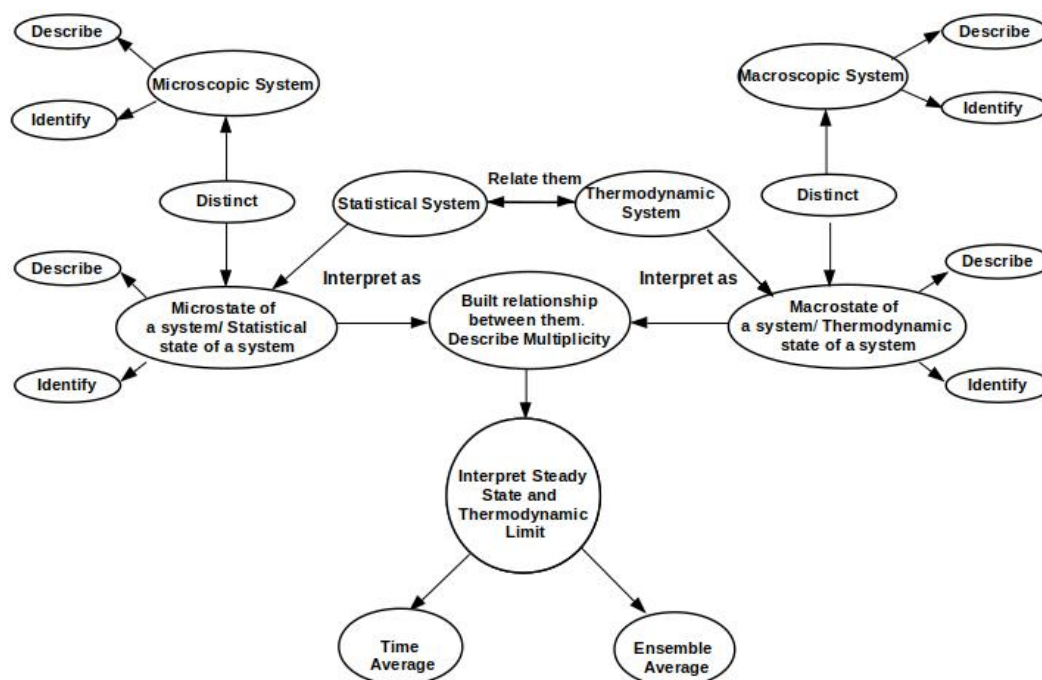 Describe
Microscopic System
Identify
Describe
Macroscopic System
Identify
Distinct
Statistical System
Relate them
Thermodynamic
System
Distinct
Describe
Microstate of
a system/ Statistical
state of a system
Identify
Interpret as
Built relationship
between them.
Describe Multiplicity
Interpret as
Describe
Macrostate of
a system/ Thermodynamic
state of a system
Identify
Interpret Steady
State and
Thermodynamic
Limit
Time
Average
Ensemble
Average